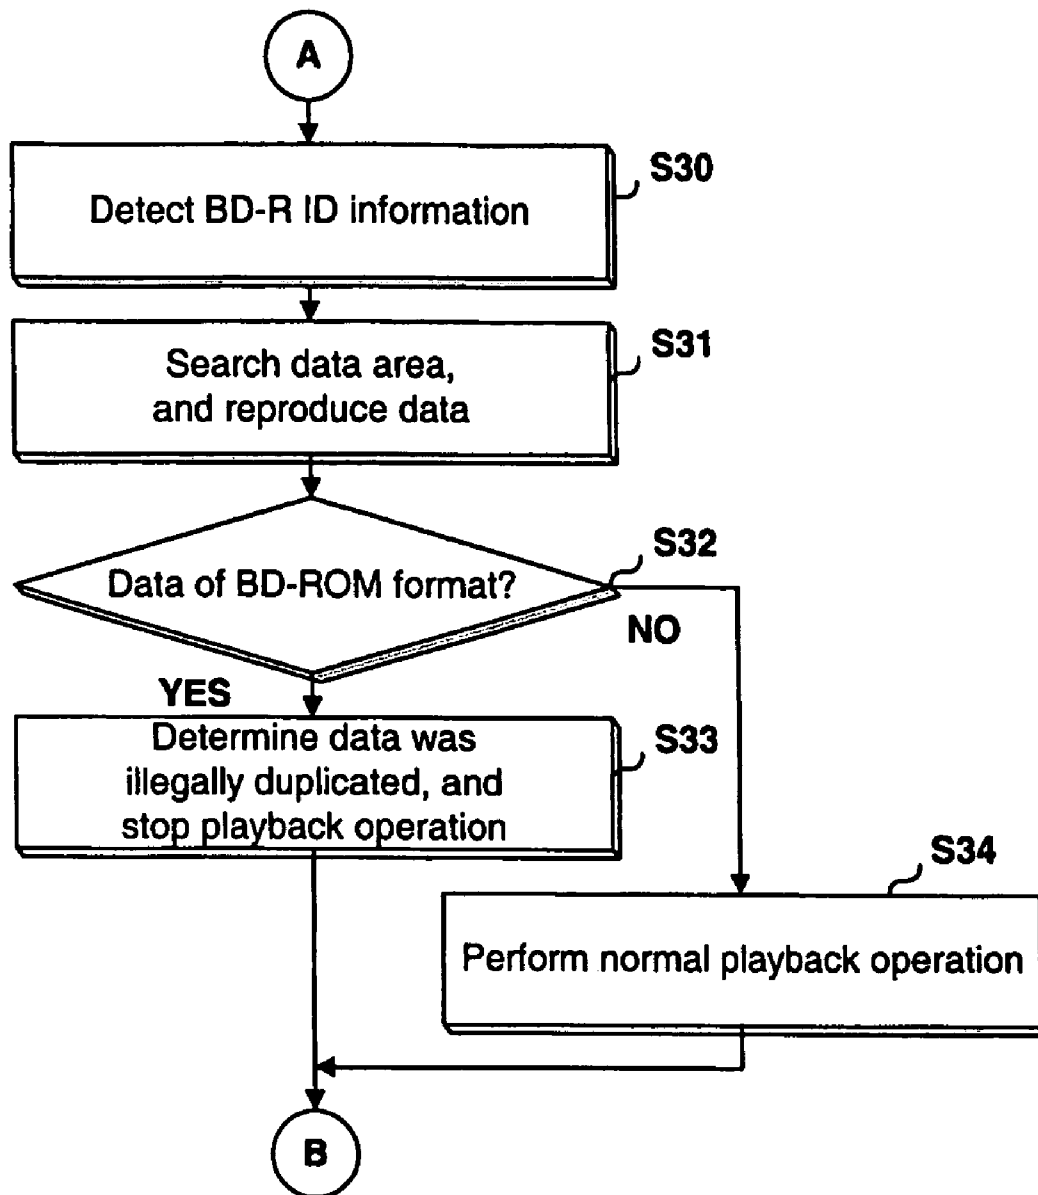 A
S30
Detect BD-R ID information
S31
Search data area,
and reproduce data
S32
Data of BD-ROM format?
NO
YES
Determine data was
illegally duplicated, and
stop playback operation
S33
S34
Perform normal playback operation
B